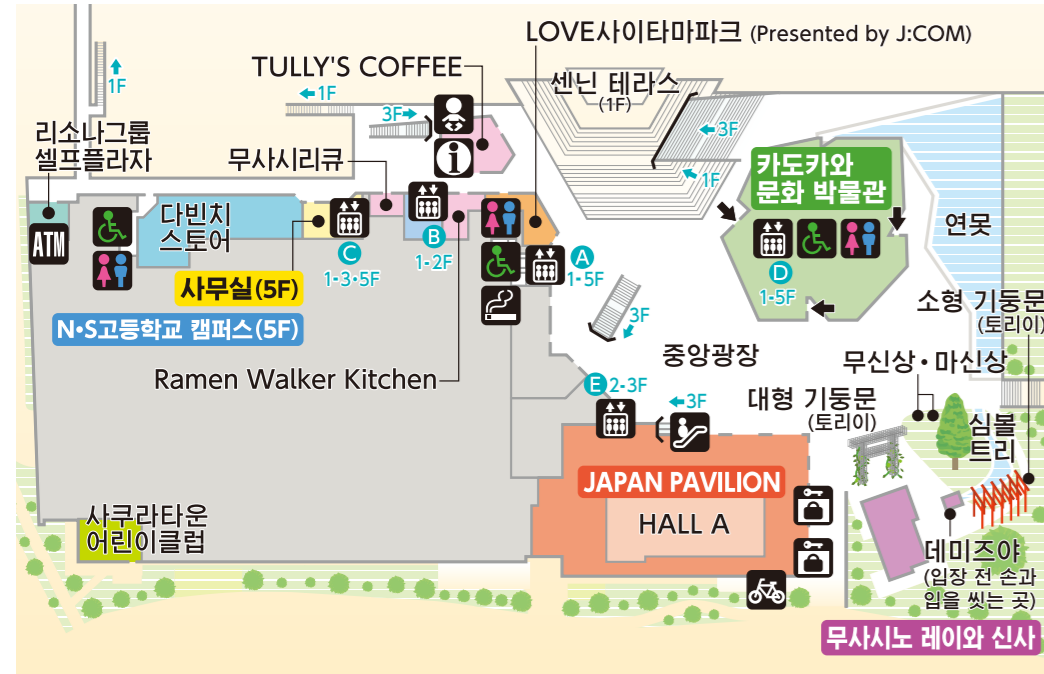 LOVE사이타마파크 (Presented by J:COM)
TULLY'S COFFEE
센닌 테라스
(1F)
1F
←1F
3F→
←3F
1F
리소나그룹
셀프플라자
무사시리큐
카도카와
문화 박물관
다빈치
스토어
ATM
연못
C
1·3·5F
B
1-2F
A
1-5F
D
1-5F
사무실(5F)
N•S고등학교 캠퍼스(5F)
소형 기둥문
(토리이)
3F
중앙광장
무신상•마신상
Ramen Walker Kitchen
E 2-3F
←3F
대형 기둥문
(토리이)
심볼
트리
JAPAN PAVILION
HALL A
사쿠라타운
어린이클럽
데미즈야
(입장 전 손과
입을 씻는 곳)
무사시노 레이와 신사